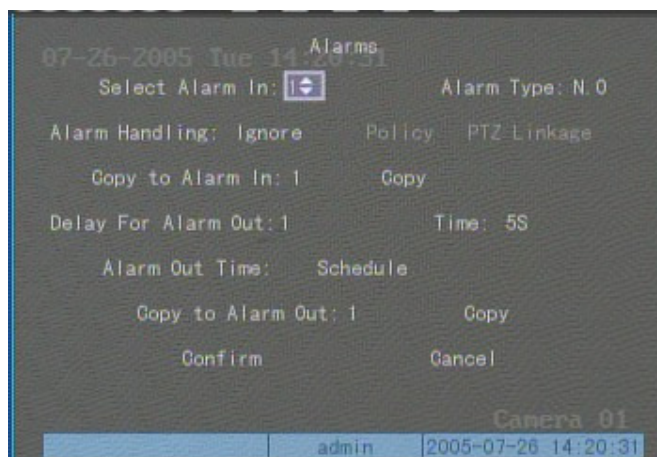 Alarms
07-26-2005 Tue 14:20:31
Select Alarm In: 1 Alarm Type: N.O
Alarm Handling: Ignore Policy PTZ Linkage
Copy to Alarm In: 1 Copy
Delay For Alarm Out: 1 Time: 5S
Alarm Out Time: Schedule
Copy to Alarm Out: 1 Copy
Confirm Cancel
Camera 01
admin 2005-07-26 14:20:31